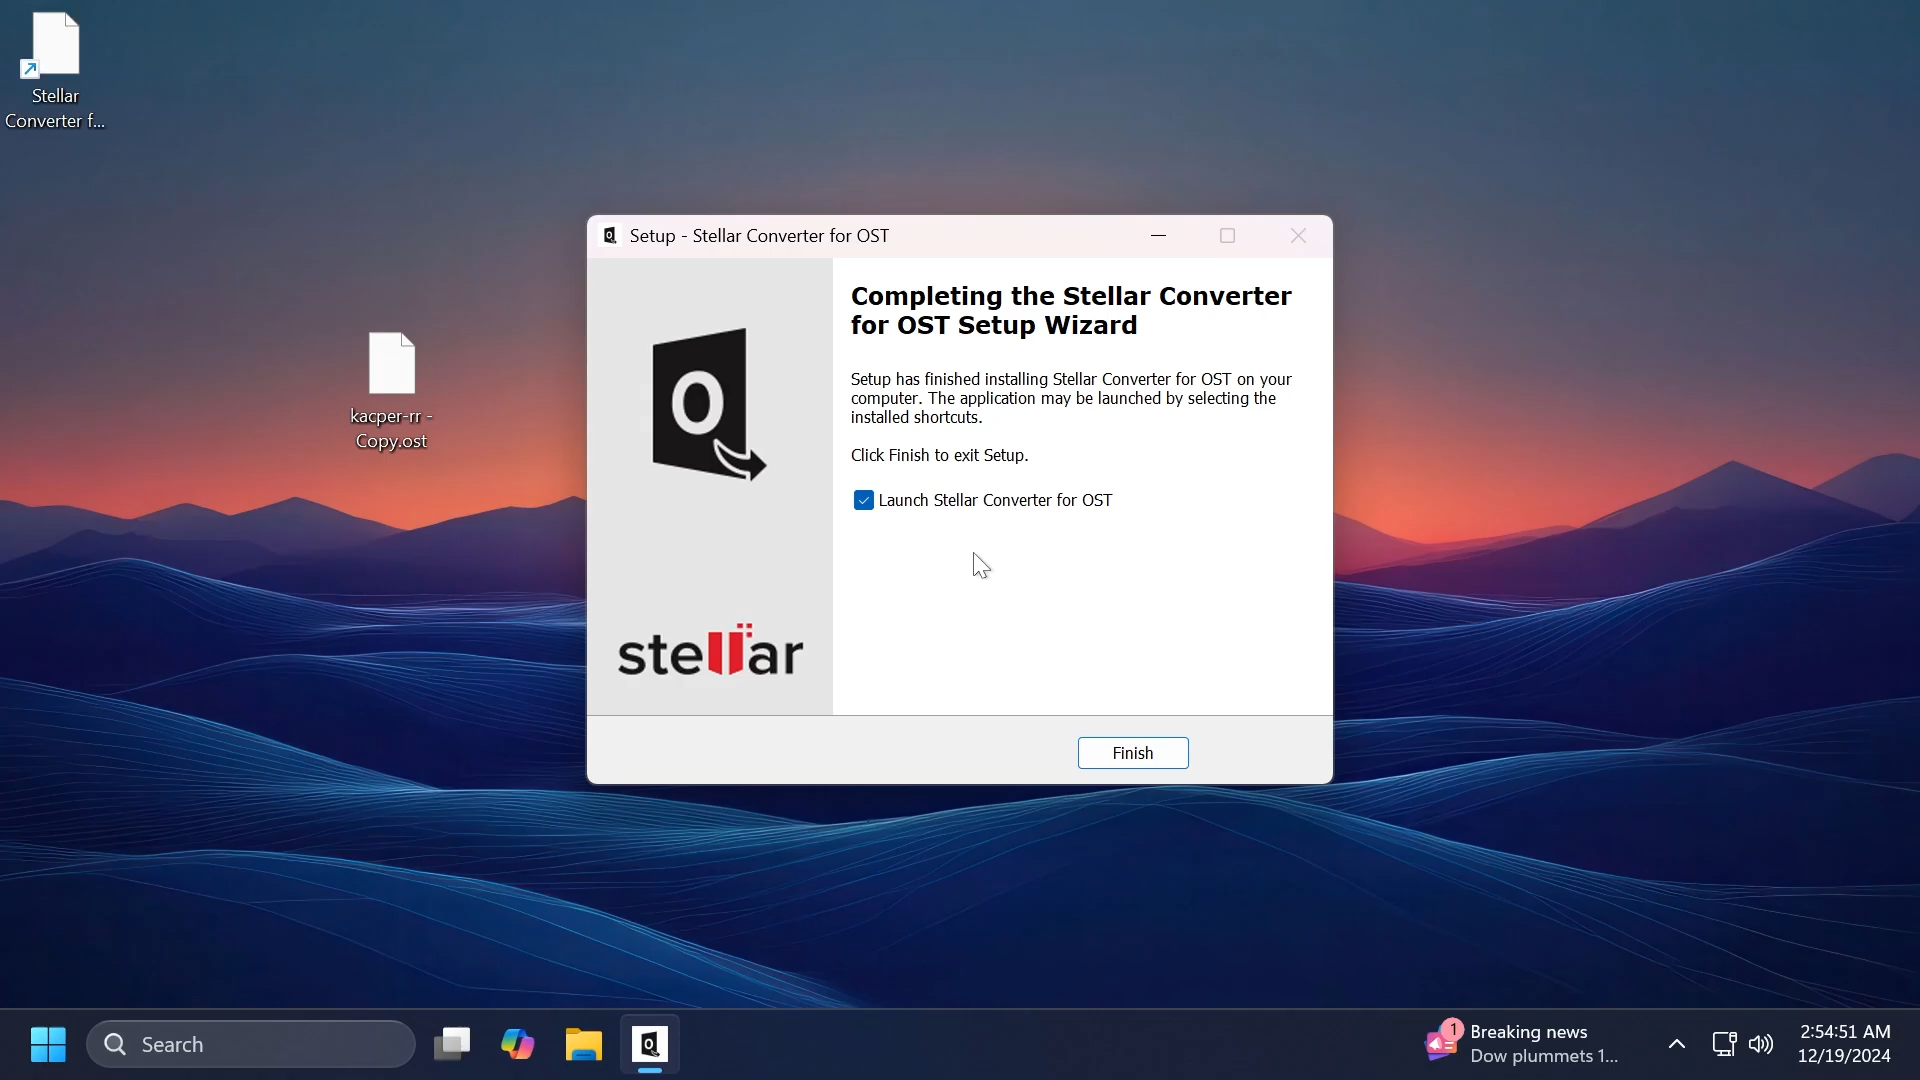 Stellar
Converter f...
kacper-rr -
Copy.ost
Setup - Stellar Converter for OST
Completing the Stellar Converter
for OST Setup Wizard
Setup has finished installing Stellar Converter for OST on your
computer. The application may be launched by selecting the
installed shortcuts.
Click Finish to exit Setup.
Launch Stellar Converter for OST
stellar
Finish
Search
1
Breaking news
Dow plummets 1...
2:54:51 AM
12/19/2024